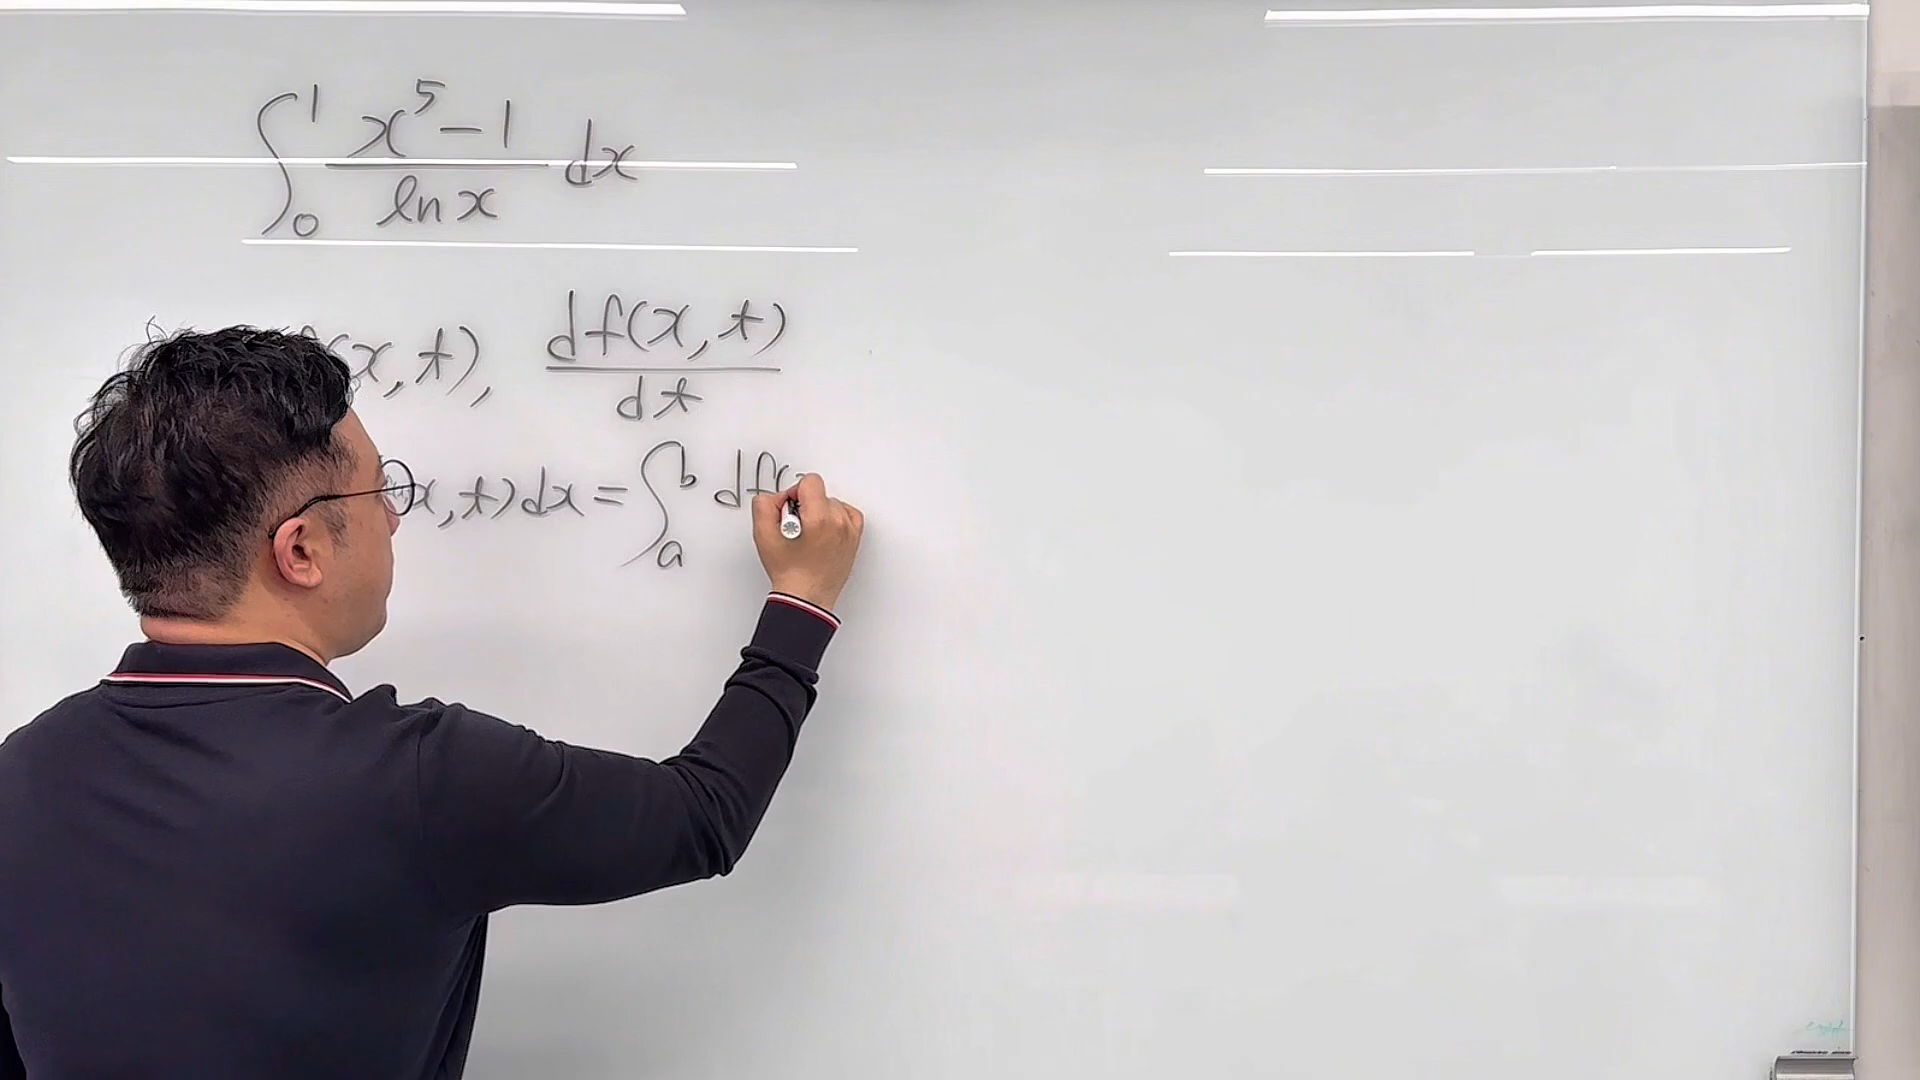 ∫₀¹ (x⁵−1)/(ln x) dx
(x,t), df(x,t)/dt
x,t)dx = ∫ₐᵇ df(